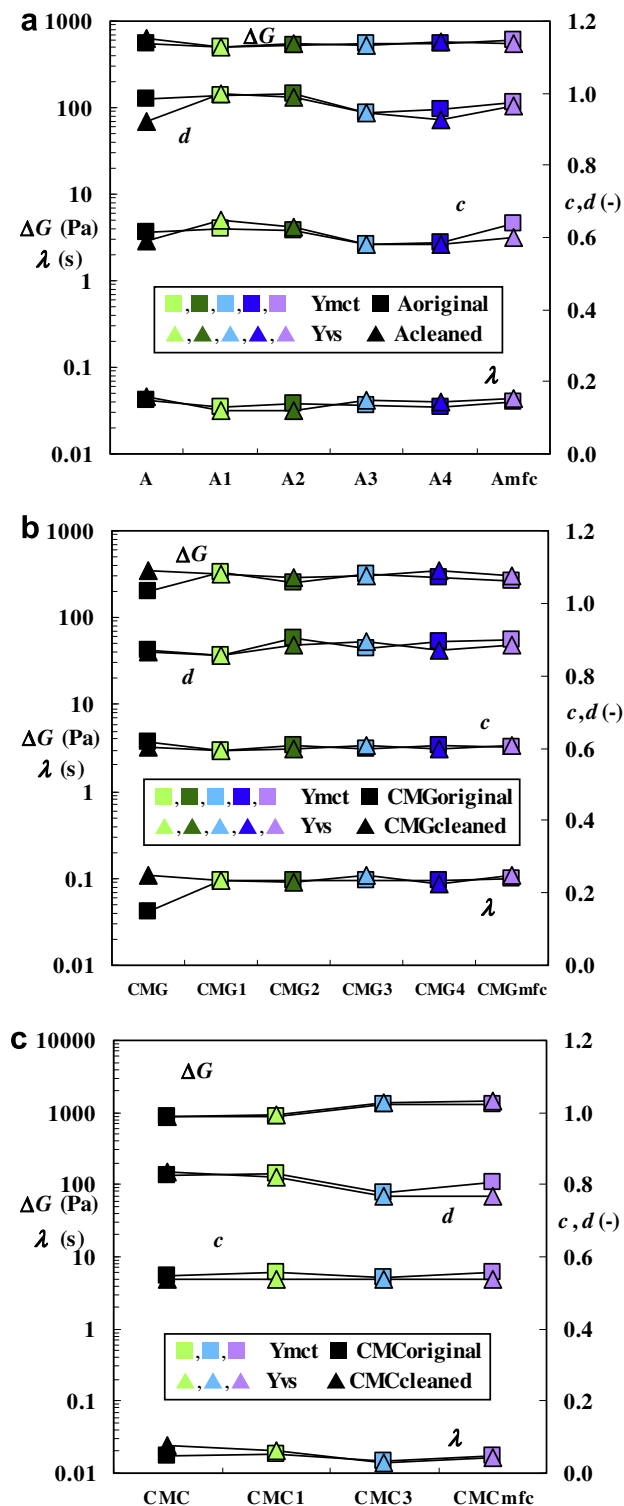 a
1000
100
10
1
0.1
0.01
ΔG (Pa)
λ (s)
1.2
1.0
0.8
0.6
0.4
0.2
0.0
c,d (-)
ΔG
d
c
λ
, , , , Ymct Aoriginal
, , , , Yvs Acleaned
A A1 A2 A3 A4 Amfc
b
1000
100
10
1
0.1
0.01
ΔG (Pa)
λ (s)
1.2
1.0
0.8
0.6
0.4
0.2
0.0
c,d (-)
ΔG
d
c
λ
, , , , Ymct CMGoriginal
, , , , Yvs CMGcleaned
CMG CMG1 CMG2 CMG3 CMG4 CMGmfc
c
10000
1000
100
10
1
0.1
0.01
ΔG (Pa)
λ (s)
1.2
1.0
0.8
0.6
0.4
0.2
0.0
c,d (-)
ΔG
d
c
λ
, , Ymct CMCoriginal
, , Yvs CMCcleaned
CMC CMC1 CMC3 CMCmfc